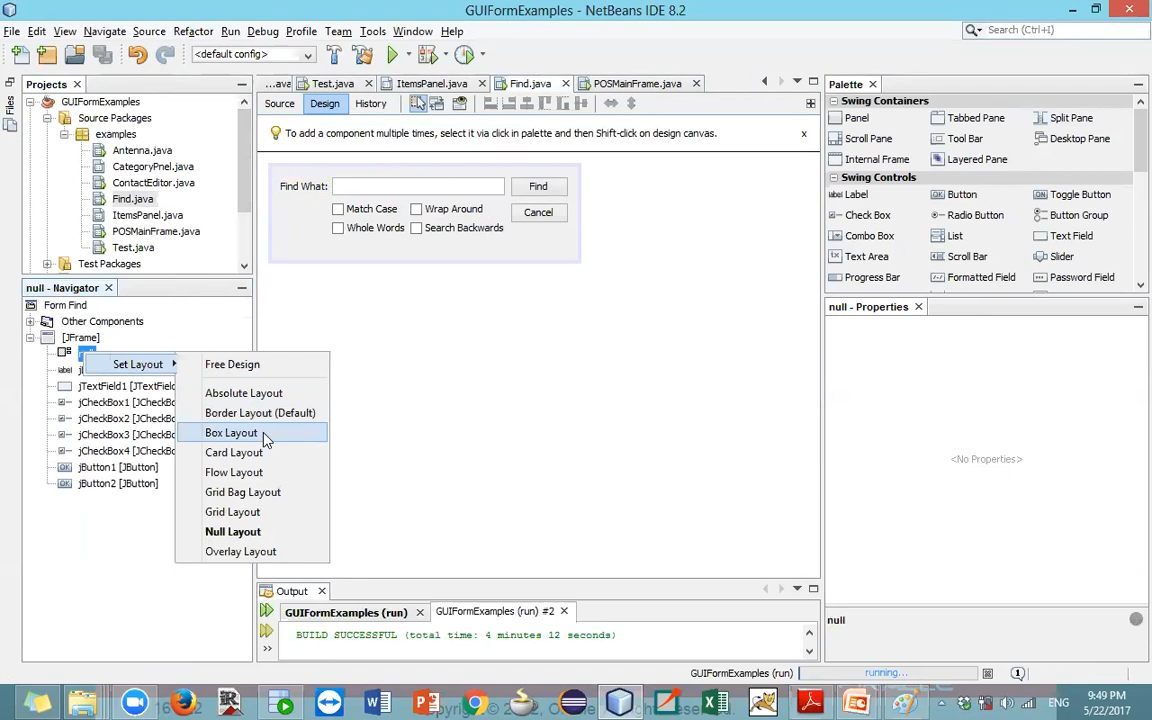 GUIFormExamples - NetBeans IDE 8.2
File Edit View Navigate Source Refactor Run Debug Profile Team Tools Window Help
Search (Ctrl+I)
<default config>
Projects
GUIFormExamples
Source Packages
examples
Antenna.java
CategoryPnel.java
ContactEditor.java
Find.java
ItemsPanel.java
POSMainFrame.java
Test.java
Test Packages
Files
null - Navigator
Form Find
Other Components
[JFrame]
jTextField1 [JTextField
jCheckBox1 [JCheckBo
jCheckBox2 [JCheckBo
jCheckBox3 [JCheckBo
jCheckBox4 [JCheckBo
jButton1 [JButton]
jButton2 [JButton]
Set Layout
Free Design
Absolute Layout
Border Layout (Default)
Box Layout
Card Layout
Flow Layout
Grid Bag Layout
Grid Layout
Null Layout
Overlay Layout
...ava Test.java ItemsPanel.java Find.java POSMainFrame.java
Source Design History
To add a component multiple times, select it via click in palette and then Shift-click on design canvas. x
Find What: Find
Match Case Wrap Around Cancel
Whole Words Search Backwards
Output
GUIFormExamples (run) GUIFormExamples (run) #2
BUILD SUCCESSFUL (total time: 4 minutes 12 seconds)
Palette
Swing Containers
Panel Tabbed Pane Split Pane
Scroll Pane Tool Bar Desktop Pane
Internal Frame Layered Pane
Swing Controls
Label Button Toggle Button
Check Box Radio Button Button Group
Combo Box List Text Field
Text Area Scroll Bar Slider
Progress Bar Formatted Field Password Field
null - Properties
<No Properties>
null
GUIFormExamples (run) running...
ENG
9:49 PM
5/22/2017